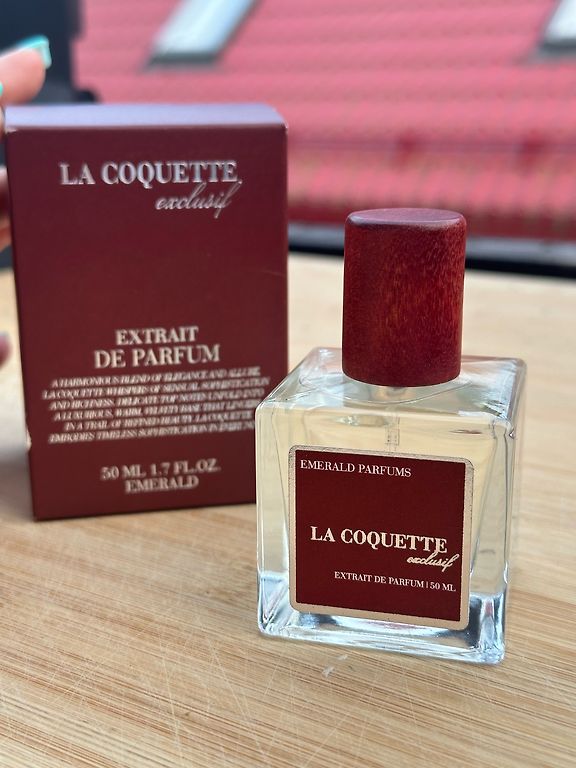 LA COQUETTE
exclusif
EXTRAIT
DE PARFUM
A HARMONIOUS BLEND OF ELEGANCE AND ALLURE
LA COQUETTE WHISPERS OF SENSUAL SOPHISTICATION
AND RICHNESS. DELICATE TOP NOTES UNFOLD INTO
A LUXURIOUS, WARM, VELVETY BASE THAT
IN A TRAIL OF REFINED BEAUTY LA COQUETTE
EMBODIES TIMELESS SOPHISTICATION IN EVERY
50 ML 1.7 FL.OZ.
EMERALD
EMERALD PARFUMS
LA COQUETTE
exclusif
EXTRAIT DE PARFUM | 50 ML